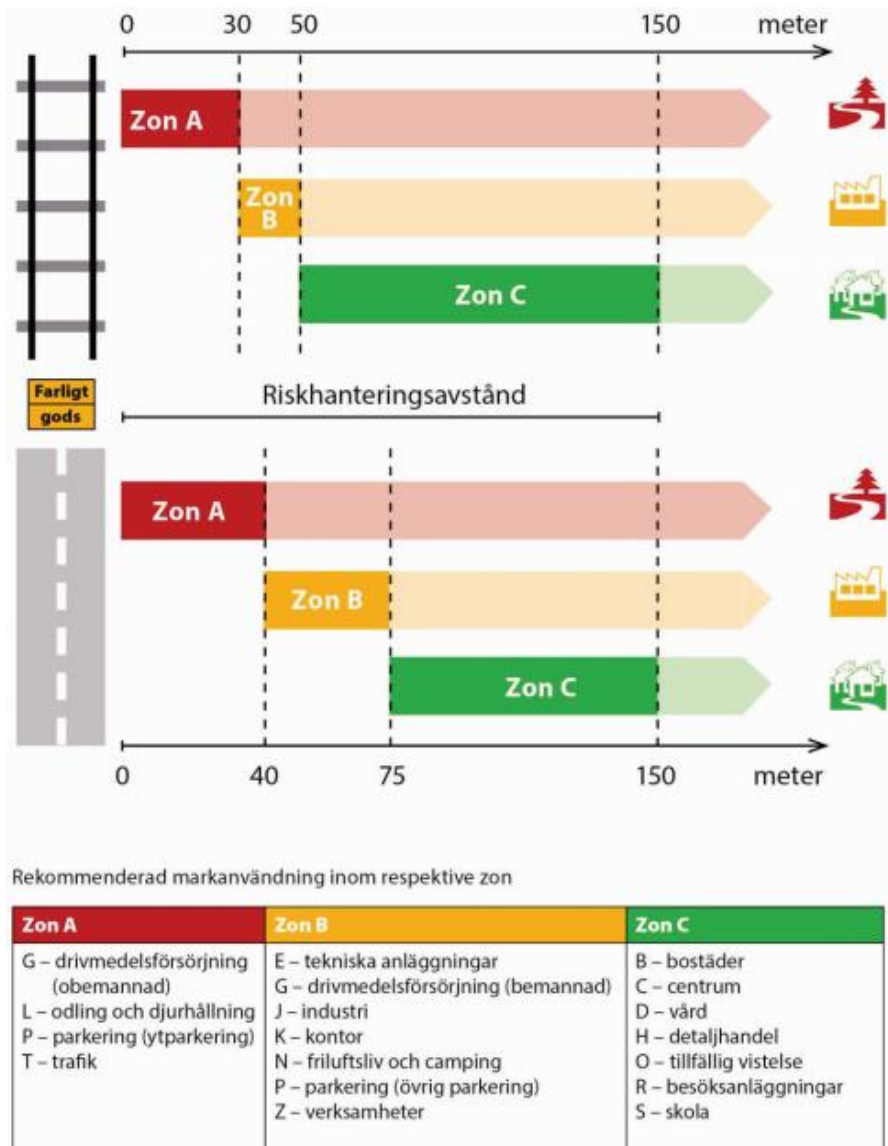 0 30 50 150 meter
Zon A
Zon
B
Zon C
Farligt
gods
Riskhanteringsavstånd
Zon A
Zon B
Zon C
0 40 75 150 meter
Rekommenderad markanvändning inom respektive zon
Zon A
G – drivmedelsförsörjning
(obemannad)
L – odling och djurhållning
P – parkering (ytparkering)
T – trafik
Zon B
E – tekniska anläggningar
G – drivmedelsförsörjning (bemannad)
J – industri
K – kontor
N – friluftsliv och camping
P – parkering (övrig parkering)
Z – verksamheter
Zon C
B – bostäder
C – centrum
D – vård
H – detaljhandel
O – tillfällig vistelse
R – besöksanläggningar
S – skola